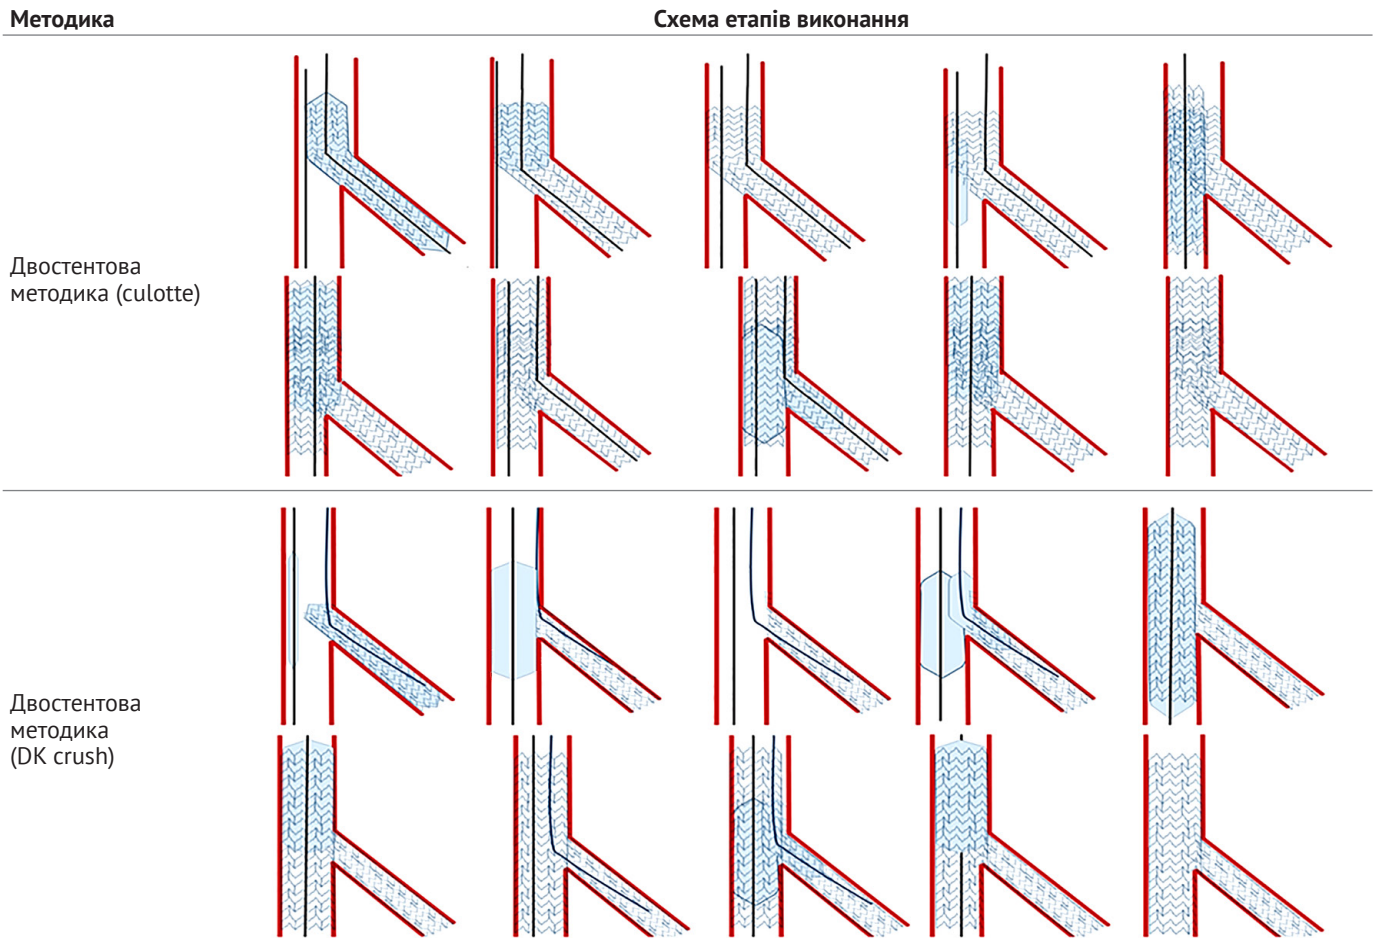 Методика
Схема етапів виконання
Двостентова
методика (culotte)
Двостентова
методика
(DK crush)